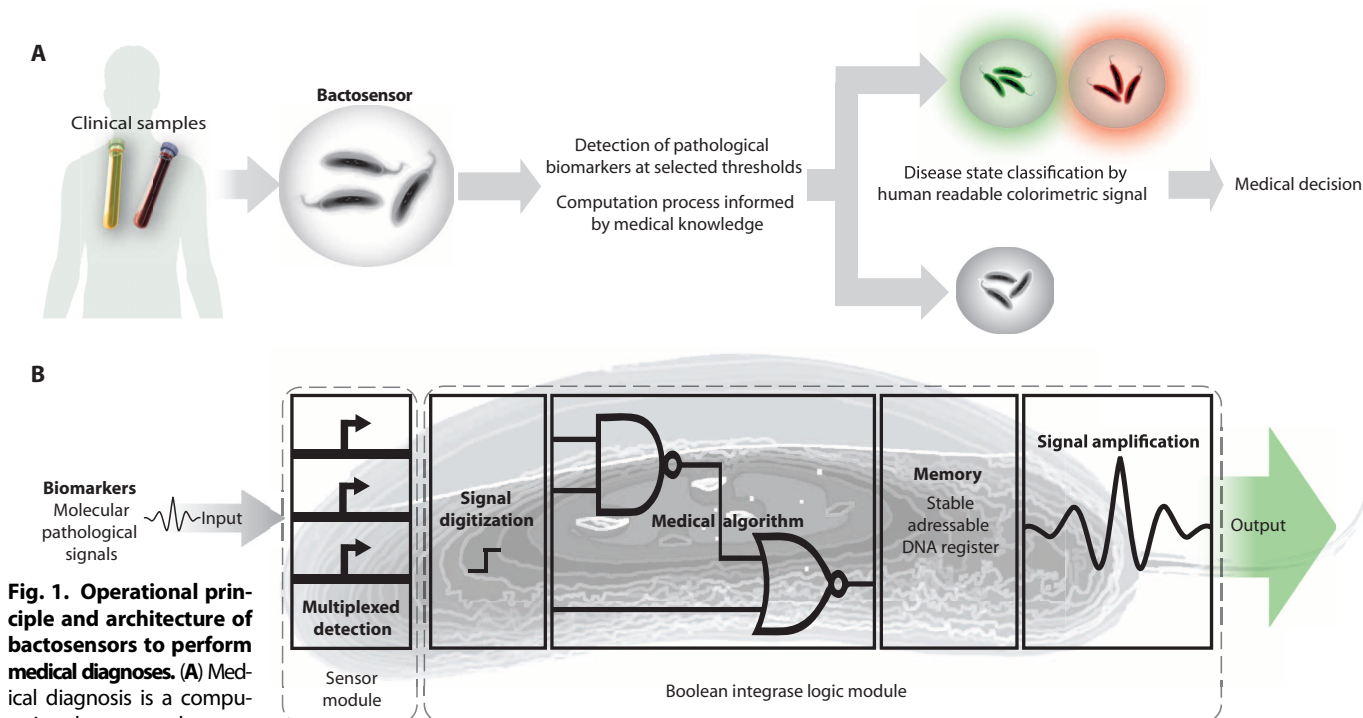 A
Clinical samples
Bactosensor
Detection of pathological
biomarkers at selected thresholds
Computation process informed
by medical knowledge
Disease state classification by
human readable colorimetric signal
Medical decision
B
Biomarkers
Molecular
pathological
signals
Input
Multiplexed
detection
Sensor
module
Signal
digitization
Medical algorithm
Memory
Stable
adressable
DNA register
Signal amplification
Output
Boolean integrase logic module
Fig. 1. Operational prin-
ciple and architecture of
bactosensors to perform
medical diagnoses. (A) Med-
ical diagnosis is a compu-